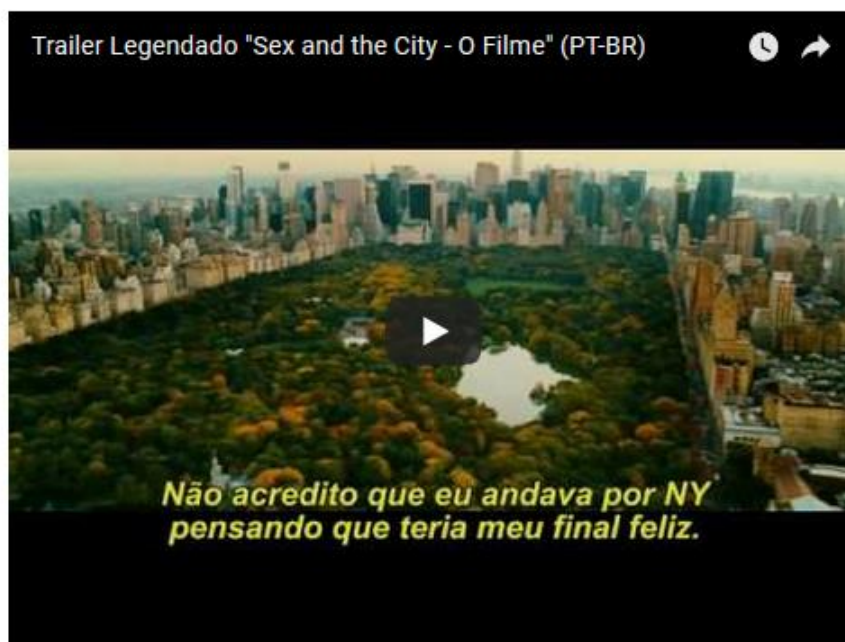 Trailer Legendado "Sex and the City - O Filme" (PT-BR)
Não acredito que eu andava por NY
pensando que teria meu final feliz.